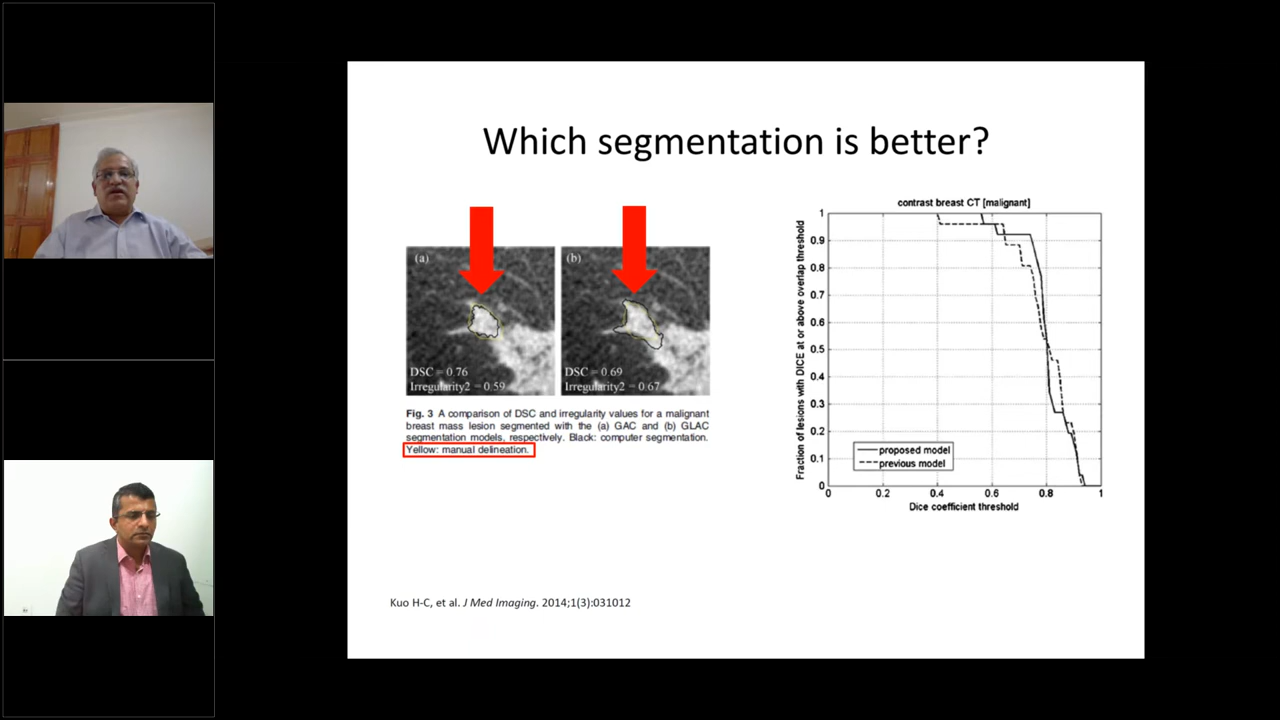 Which segmentation is better?
(a)
DSC = 0.76
Irregularity2 = 0.59
(b)
DSC = 0.69
Irregularity2 = 0.67
Fig. 3 A comparison of DSC and irregularity values for a malignant
breast mass lesion segmented with the (a) GAC and (b) GLAC
segmentation models, respectively. Black: computer segmentation.
Yellow: manual delineation.
contrast breast CT [malignant]
Fraction of lesions with DICE at or above overlap threshold
1
0.9
0.8
0.7
0.6
0.5
0.4
0.3
0.2
0.1
0
proposed model
previous model
0
0.2
0.4
0.6
0.8
1
Dice coefficient threshold
Kuo H-C, et al. J Med Imaging. 2014;1(3):031012